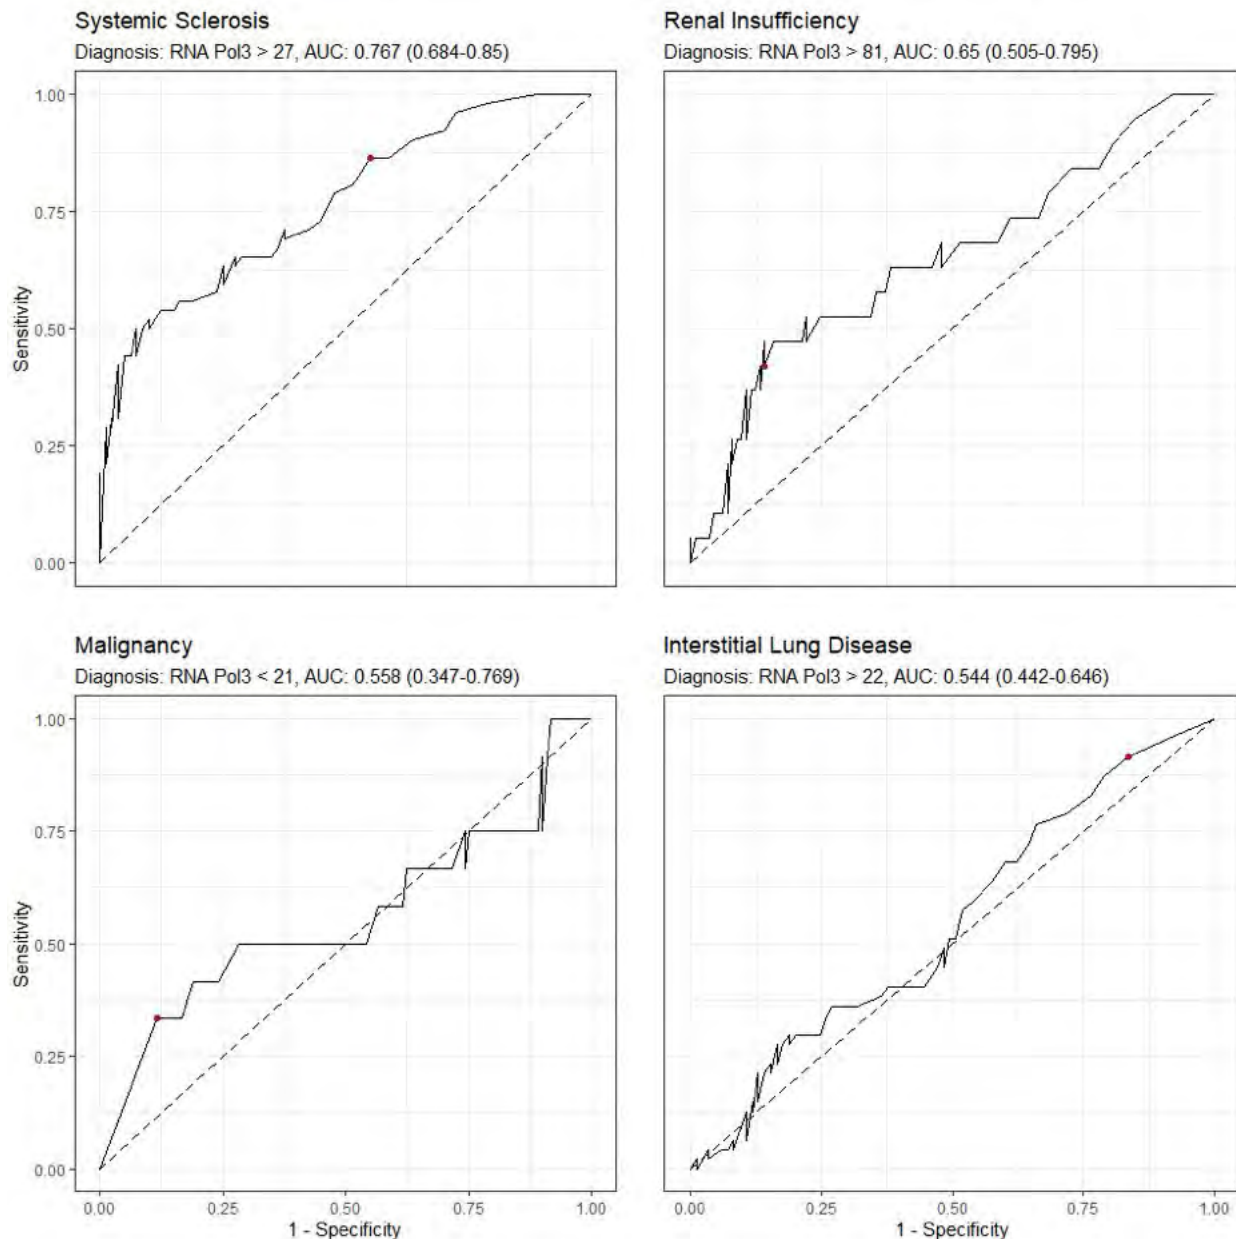 Systemic Sclerosis
Diagnosis: RNA Pol3 > 27, AUC: 0.767 (0.684-0.85)
1.00
0.75
0.50
0.25
0.00
Sensitivity
Renal Insufficiency
Diagnosis: RNA Pol3 > 81, AUC: 0.65 (0.505-0.795)
Malignancy
Diagnosis: RNA Pol3 < 21, AUC: 0.558 (0.347-0.769)
1.00
0.75
0.50
0.25
0.00
Sensitivity
0.00 0.25 0.50 0.75 1.00
1 - Specificity
Interstitial Lung Disease
Diagnosis: RNA Pol3 > 22, AUC: 0.544 (0.442-0.646)
0.00 0.25 0.50 0.75 1.00
1 - Specificity